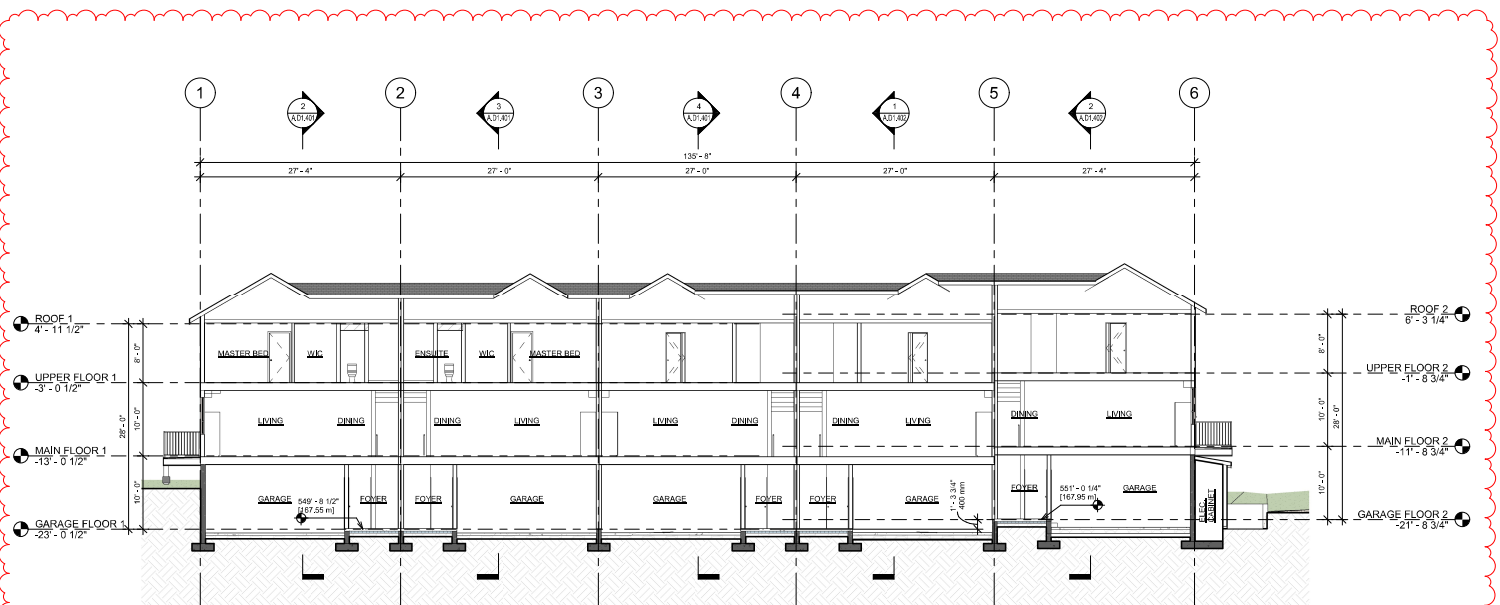 1
2
3
4
5
6
2
A.D1.401
3
A.D1.401
4
A.D1.401
1
A.D1.402
2
A.D1.402
135' - 8"
27' - 4"
27' - 0"
27' - 0"
27' - 0"
27' - 4"
ROOF 1
4' - 11 1/2"
UPPER FLOOR 1
-3' - 0 1/2"
MAIN FLOOR 1
-13' - 0 1/2"
GARAGE FLOOR 1
-23' - 0 1/2"
8' - 0"
10' - 0"
10' - 0"
28' - 0"
MASTER BED
WIC
ENSUITE
WIC
MASTER BED
LIVING
DINING
DINING
LIVING
LIVING
DINING
DINING
LIVING
DINING
LIVING
GARAGE
FOYER
FOYER
GARAGE
GARAGE
FOYER
FOYER
GARAGE
FOYER
GARAGE
549' - 8 1/2"
[167.55 m]
1' - 3 3/4"
400 mm
551' - 0 1/4"
[167.95 m]
ELEC.
CABINET
ROOF 2
6' - 3 1/4"
UPPER FLOOR 2
-1' - 8 3/4"
MAIN FLOOR 2
-11' - 8 3/4"
GARAGE FLOOR 2
-21' - 8 3/4"
8' - 0"
10' - 0"
10' - 0"
28' - 0"